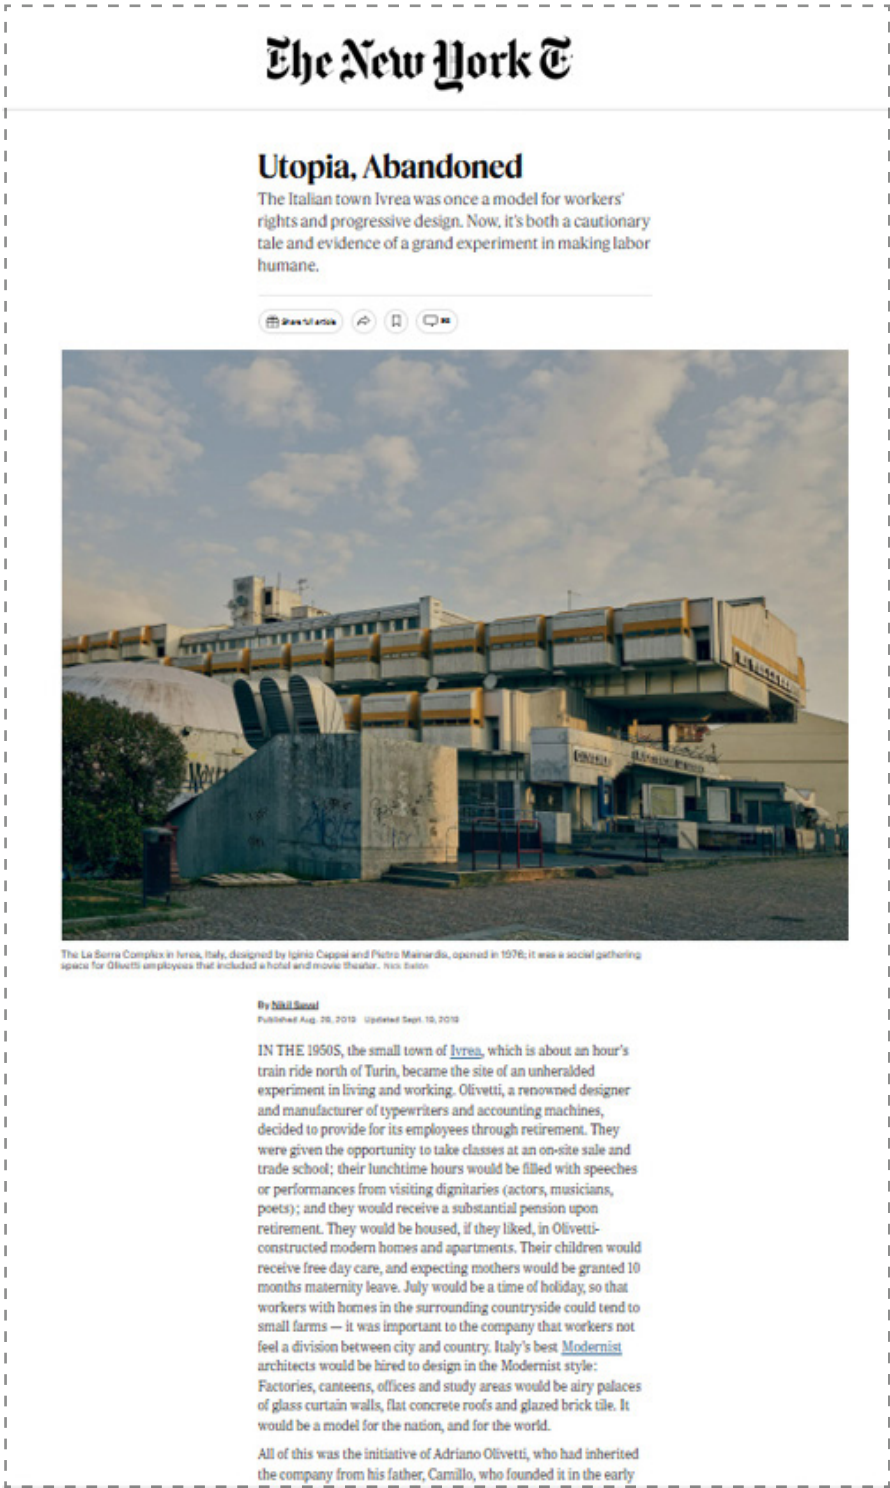 The New York T
Utopia, Abandoned
The Italian town Ivrea was once a model for workers'
rights and progressive design. Now, it's both a cautionary
tale and evidence of a grand experiment in making labor
humane.
Share full article
The La Serra Complex in Ivrea, Italy, designed by Iginio Cappai and Pietro Mainardis, opened in 1976; it was a social gathering
space for Olivetti employees that included a hotel and movie theater.
By Nikil Saval
Published Aug. 28, 2019 Updated Sept. 19, 2019
IN THE 1950S, the small town of Ivrea, which is about an hour's
train ride north of Turin, became the site of an unheralded
experiment in living and working. Olivetti, a renowned designer
and manufacturer of typewriters and accounting machines,
decided to provide for its employees through retirement. They
were given the opportunity to take classes at an on-site sale and
trade school; their lunchtime hours would be filled with speeches
or performances from visiting dignitaries (actors, musicians,
poets); and they would receive a substantial pension upon
retirement. They would be housed, if they liked, in Olivetti-
constructed modern homes and apartments. Their children would
receive free day care, and expecting mothers would be granted 10
months maternity leave. July would be a time of holiday, so that
workers with homes in the surrounding countryside could tend to
small farms — it was important to the company that workers not
feel a division between city and country. Italy's best Modernist
architects would be hired to design in the Modernist style:
Factories, canteens, offices and study areas would be airy palaces
of glass curtain walls, flat concrete roofs and glazed brick tile. It
would be a model for the nation, and for the world.
All of this was the initiative of Adriano Olivetti, who had inherited
the company from his father, Camillo, who founded it in the early